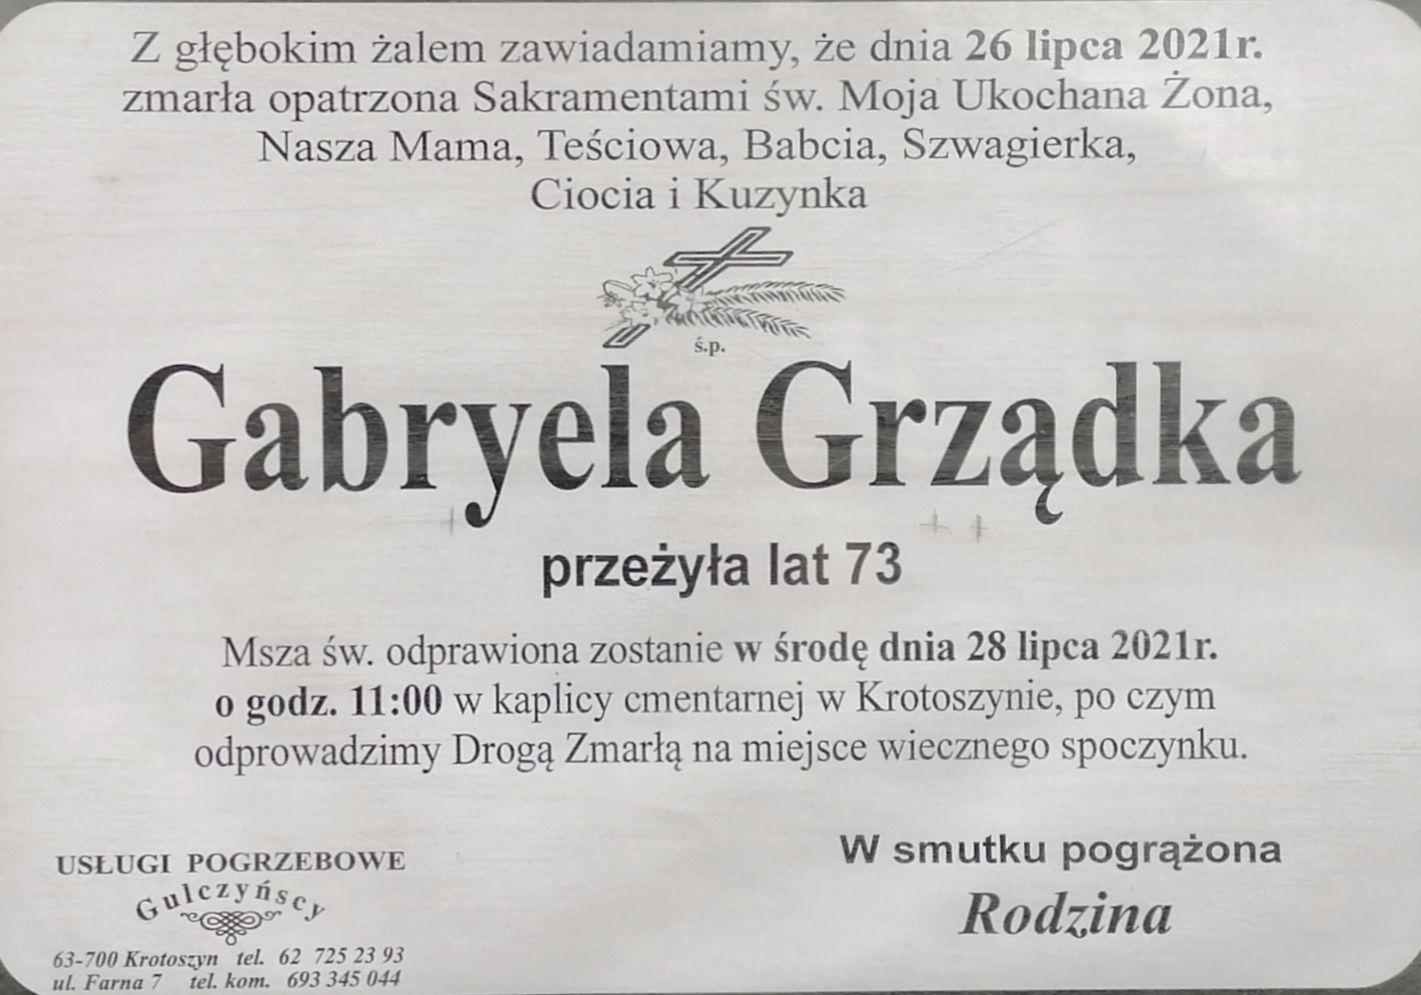 Z głębokim żalem zawiadamiamy, że dnia 26 lipca 2021r.
zmarła opatrzona Sakramentami św. Moja Ukochana Żona,
Nasza Mama, Teściowa, Babcia, Szwagierka,
Ciocia i Kuzynka
ś.p.
Gabryela Grządka
przeżyła lat 73
Msza św. odprawiona zostanie w środę dnia 28 lipca 2021r.
o godz. 11:00 w kaplicy cmentarnej w Krotoszynie, po czym
odprowadzimy Drogą Zmarłą na miejsce wiecznego spoczynku.
W smutku pogrążona
Rodzina
USŁUGI POGRZEBOWE
Gulczyńscy
63-700 Krotoszyn tel. 62 725 23 93
ul. Farna 7 tel. kom. 693 345 044